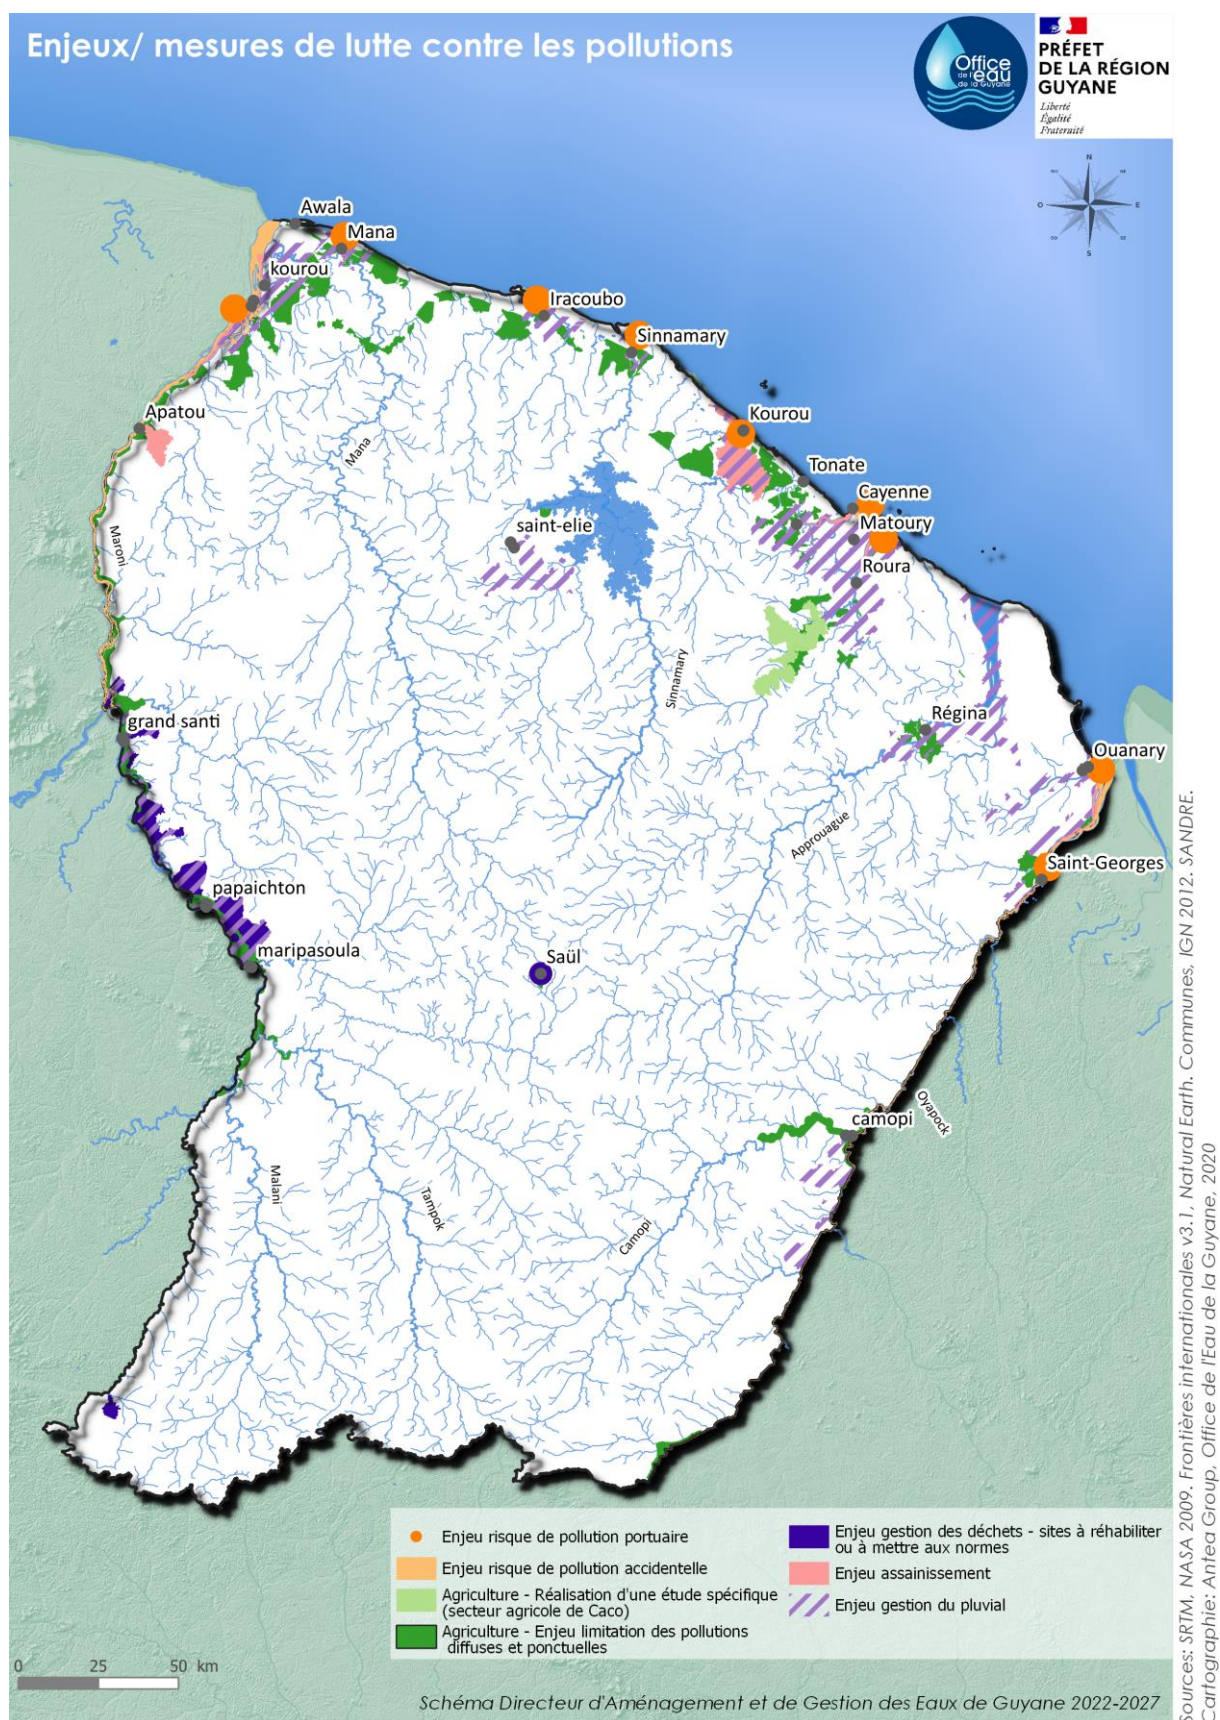 Enjeux/ mesures de lutte contre les pollutions
Office
de l'eau
de la Guyane
PRÉFET
DE LA RÉGION
GUYANE
Liberté
Égalité
Fraternité
N
O
E
S
Awala
Mana
kourou
Iracoubo
Sinnamary
Apatou
Kourou
Mana
Tonate
Cayenne
saint-elie
Matoury
Maroni
Roura
Sinnamary
grand santi
Régina
Ouanary
Approuague
Saint-Georges
papaichton
maripasoula
Saül
Oyapock
camopi
Malani
Tampok
Camopi
Enjeu risque de pollution portuaire
Enjeu risque de pollution accidentelle
Agriculture - Réalisation d'une étude spécifique
(secteur agricole de Caco)
Agriculture - Enjeu limitation des pollutions
diffuses et ponctuelles
Enjeu gestion des déchets - sites à réhabiliter
ou à mettre aux normes
Enjeu assainissement
Enjeu gestion du pluvial
0 25 50 km
Schéma Directeur d'Aménagement et de Gestion des Eaux de Guyane 2022-2027
Sources: SRTM, NASA 2009. Frontières internationales v3.1, Natural Earth. Communes, IGN 2012. SANDRE.
Cartographie: Antea Group, Office de l'Eau de la Guyane, 2020